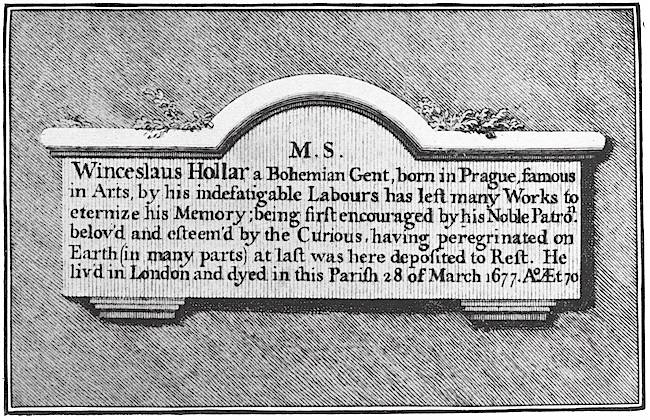 M.S.
Winceslaus Hollar a Bohemian Gent, born in Prague, famous
in Arts, by his indefatigable Labours has left many Works to
eternize his Memory; being firſt encouraged by his Noble Patroⁿ.
belov'd and eſteem'd by the Curious, having peregrinated on
Earth (in many parts) at laſt was here depoſited to Reſt. He
liv'd in London and dyed in this Pariſh 28 of March 1677. Aº. Æt 70